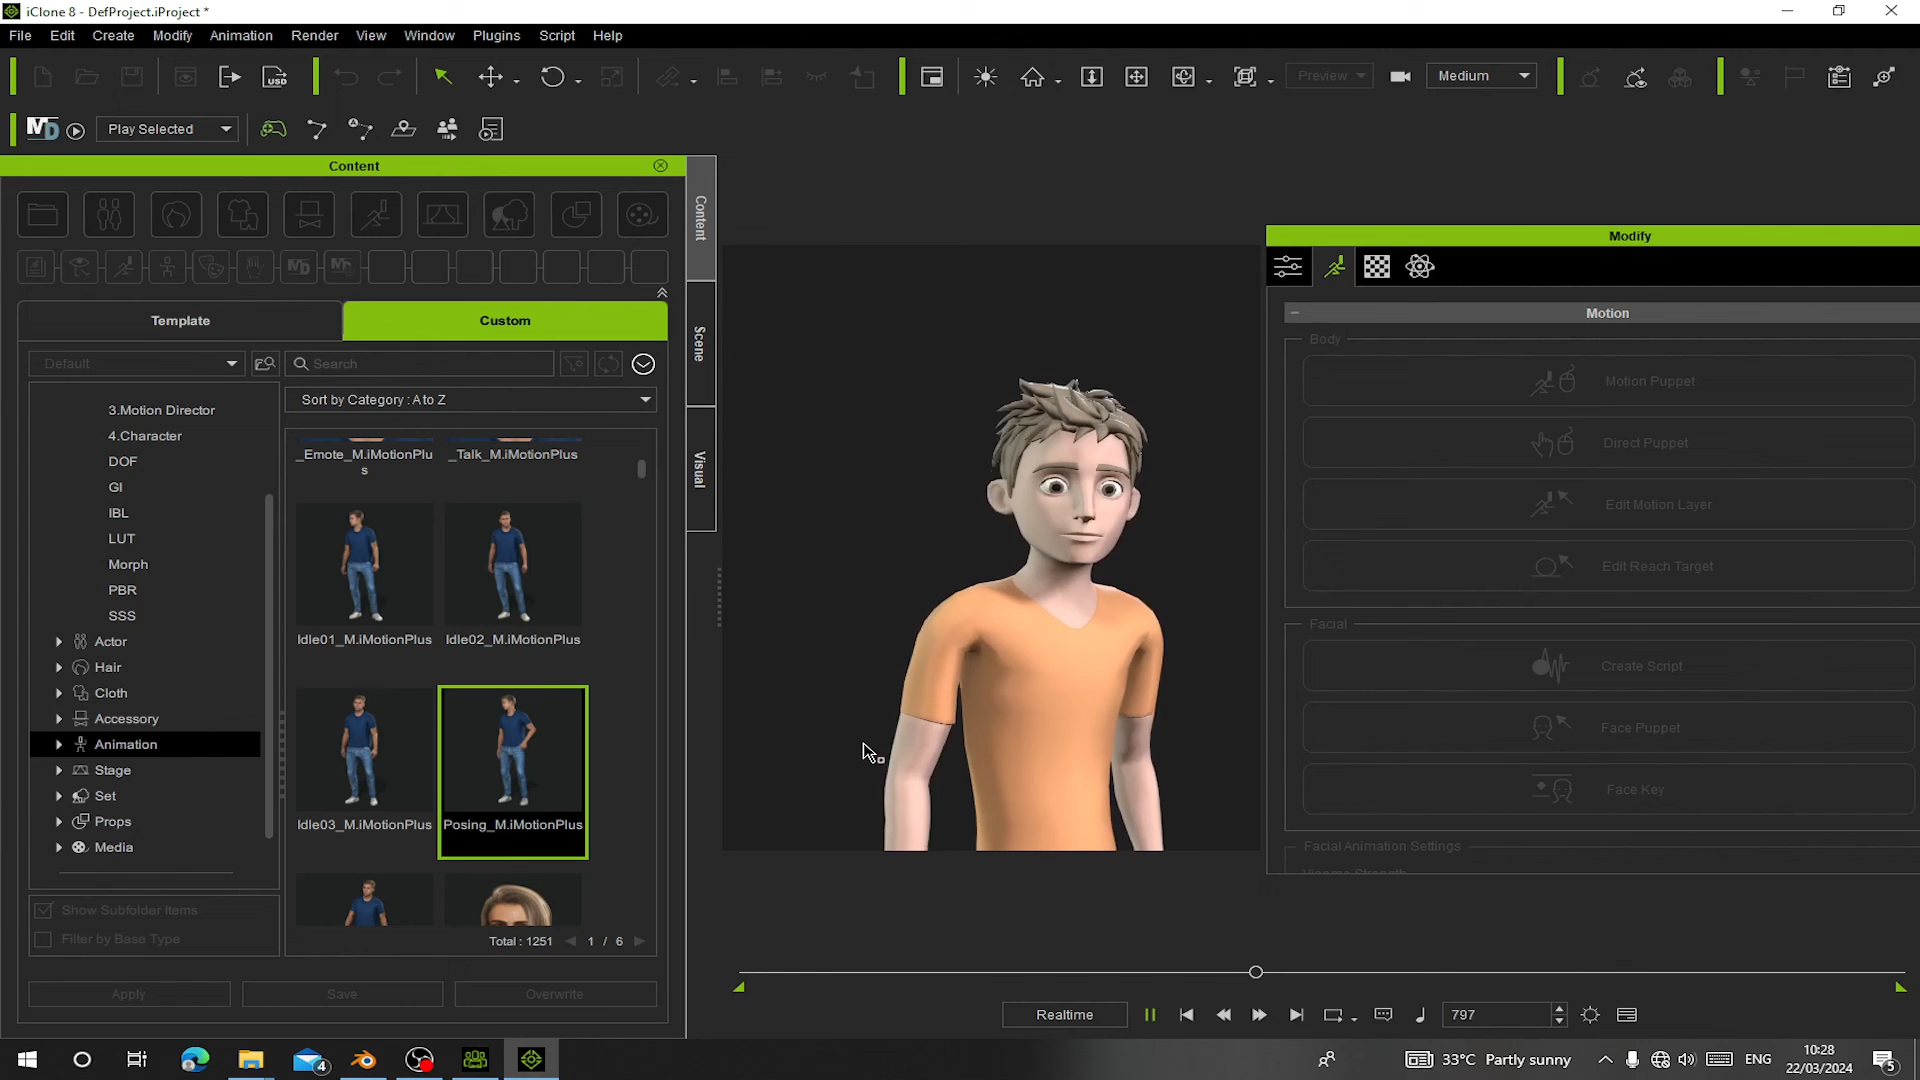 iClone 8 - DefProject.iProject *
File Edit Create Modify Animation Render View Window Plugins Script Help
USD
Preview
Medium
MD
Play Selected
Content
MD
Template
Custom
Default
Search
Sort by Category : A to Z
3.Motion Director
4.Character
DOF
GI
IBL
LUT
Morph
PBR
SSS
Actor
Hair
Cloth
Accessory
Animation
Stage
Set
Props
Media
Show Subfolder Items
Filter by Base Type
_Emote_M.iMotionPlus
_Talk_M.iMotionPlus
Idle01_M.iMotionPlus
Idle02_M.iMotionPlus
Idle03_M.iMotionPlus
Posing_M.iMotionPlus
Total : 1251
1 / 6
Apply
Save
Overwrite
Content
Scene
Visual
Modify
Motion
Body
Motion Puppet
Direct Puppet
Edit Motion Layer
Edit Reach Target
Facial
Create Script
Face Puppet
Face Key
Facial Animation Settings
Realtime
797
4
33°C Partly sunny
ENG
10:28
22/03/2024
5